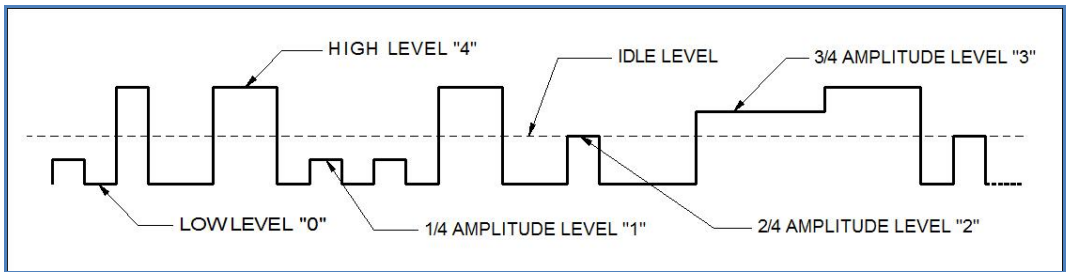 HIGH LEVEL "4"
IDLE LEVEL
3/4 AMPLITUDE LEVEL "3"
LOW LEVEL "0"
1/4 AMPLITUDE LEVEL "1"
2/4 AMPLITUDE LEVEL "2"